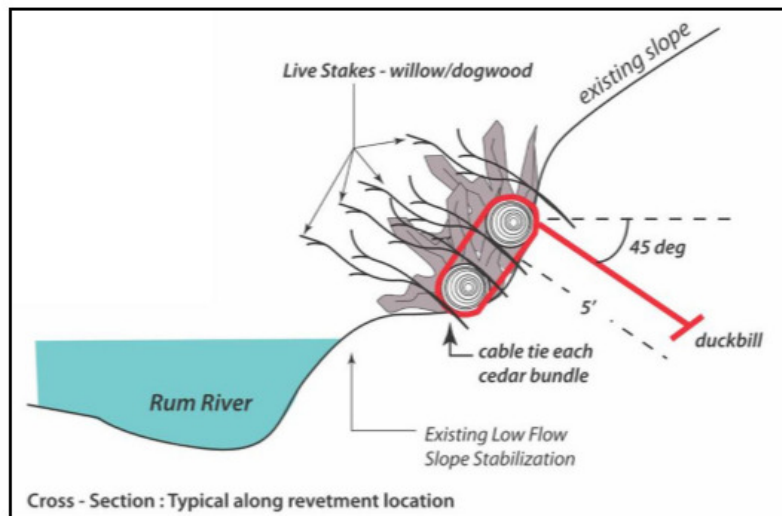 Live Stakes - willow/dogwood
existing slope
45 deg
5'
duckbill
cable tie each
cedar bundle
Rum River
Existing Low Flow
Slope Stabilization
Cross - Section : Typical along revetment location